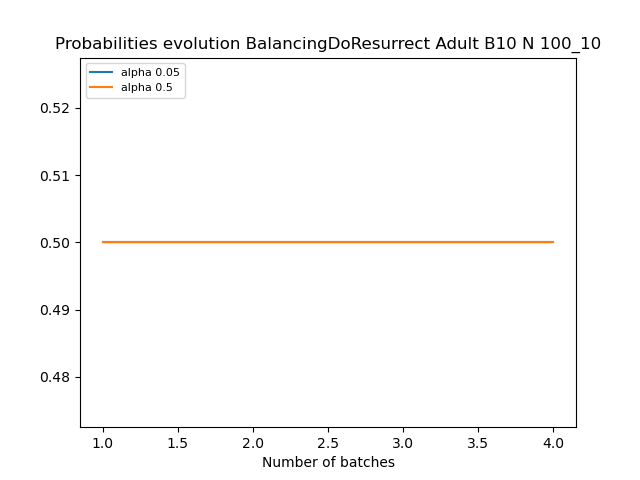 Probabilities evolution BalancingDoResurrect Adult B10 N 100_10
alpha 0.05
alpha 0.5
0.52
0.51
0.50
0.49
0.48
1.0 1.5 2.0 2.5 3.0 3.5 4.0
Number of batches